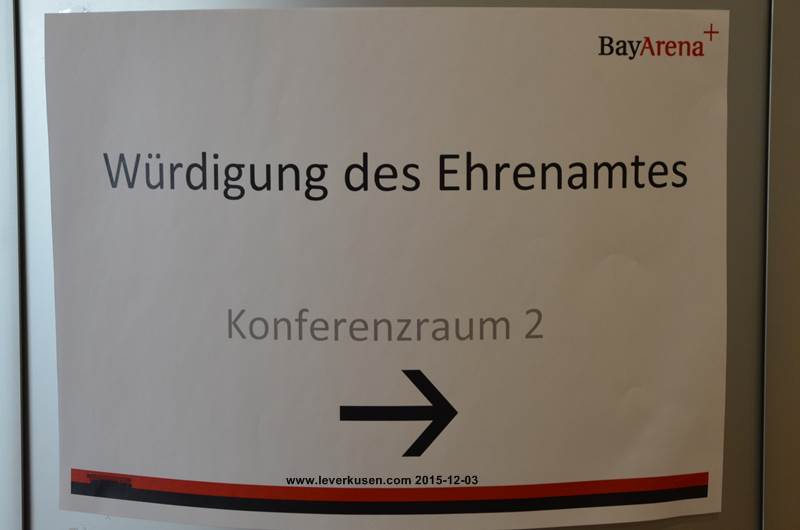 BayArena+
Würdigung des Ehrenamtes
Konferenzraum 2
www.leverkusen.com 2015-12-03